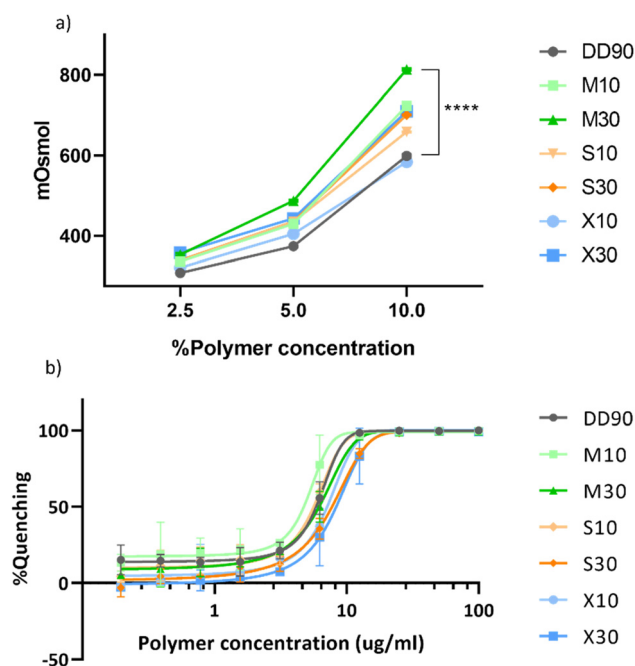 a)
800
600
400
mOsmol
****
2.5 5.0 10.0
%Polymer concentration
DD90
M10
M30
S10
S30
X10
X30
b)
100
50
0
-50
%Quenching
1 10 100
Polymer concentration (ug/ml)
DD90
M10
M30
S10
S30
X10
X30